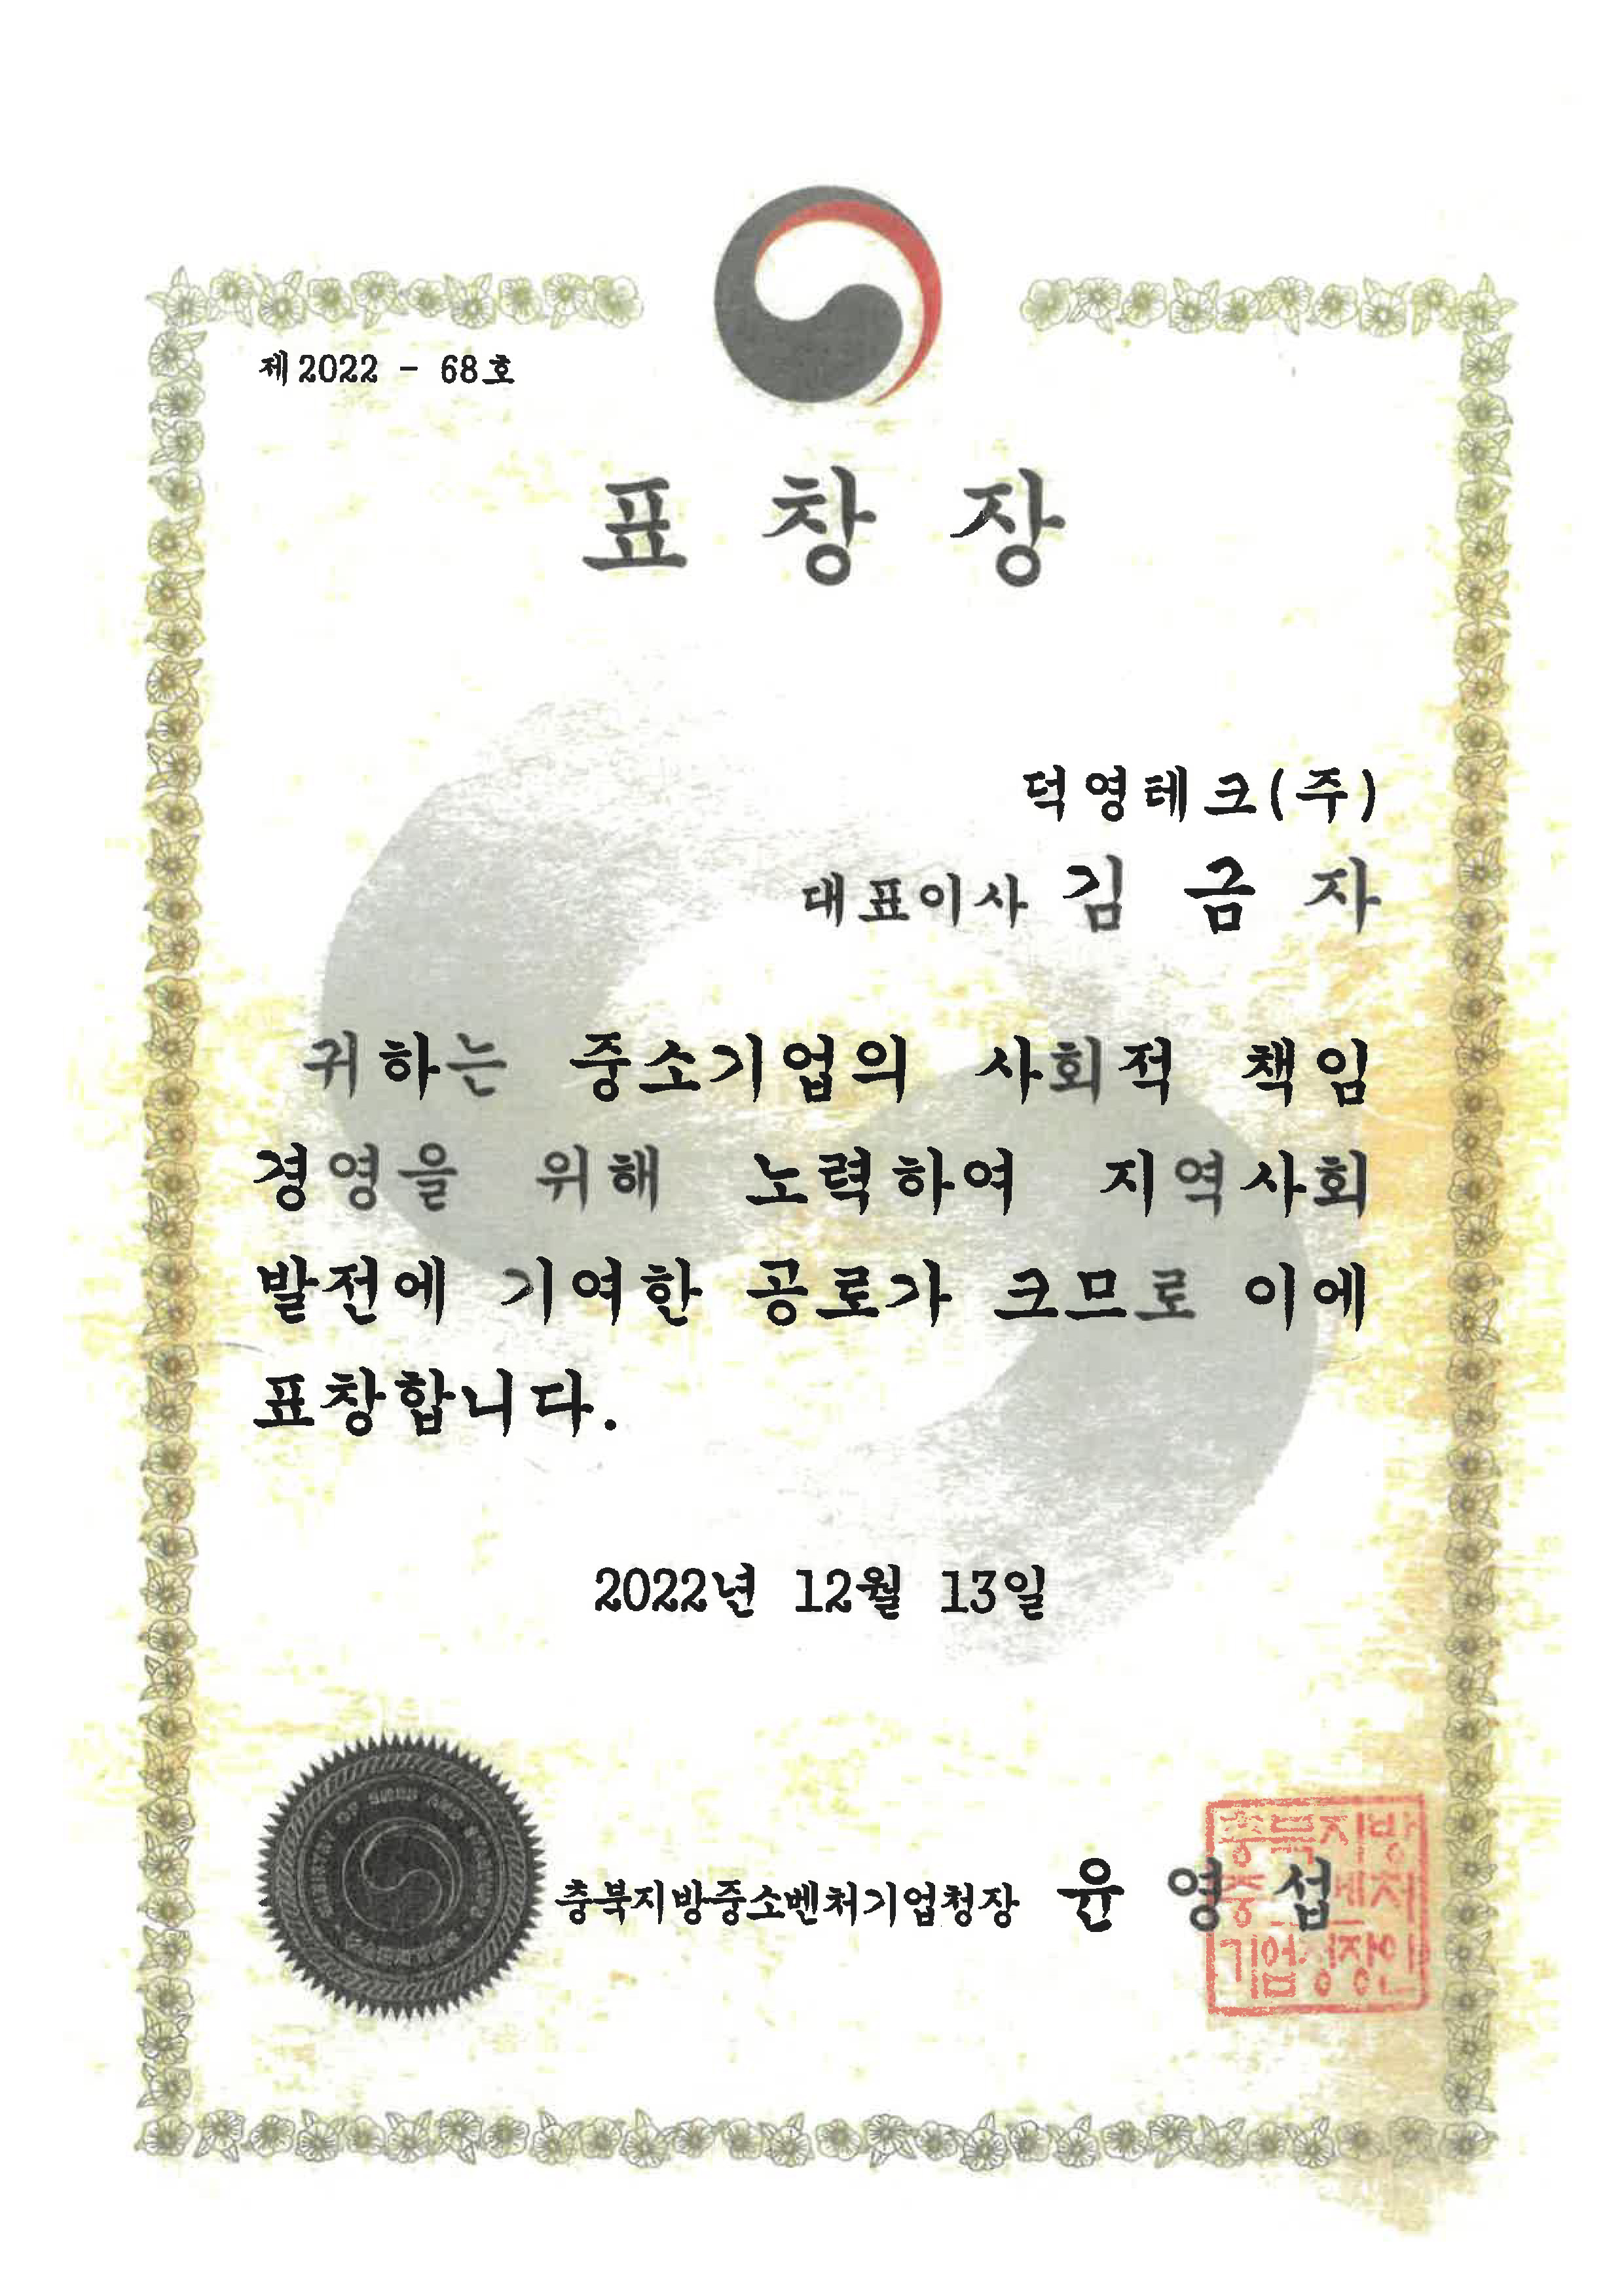 제2022 - 68호
표 창 장
덕영테크(주)
대표이사 김 금 자
귀하는 중소기업의 사회적 책임
경영을 위해 노력하여 지역사회
발전에 기여한 공로가 크므로 이에
표창합니다.
2022년 12월 13일
충북지방중소벤처기업청장 윤 영 섭
충북지방
기업청장인